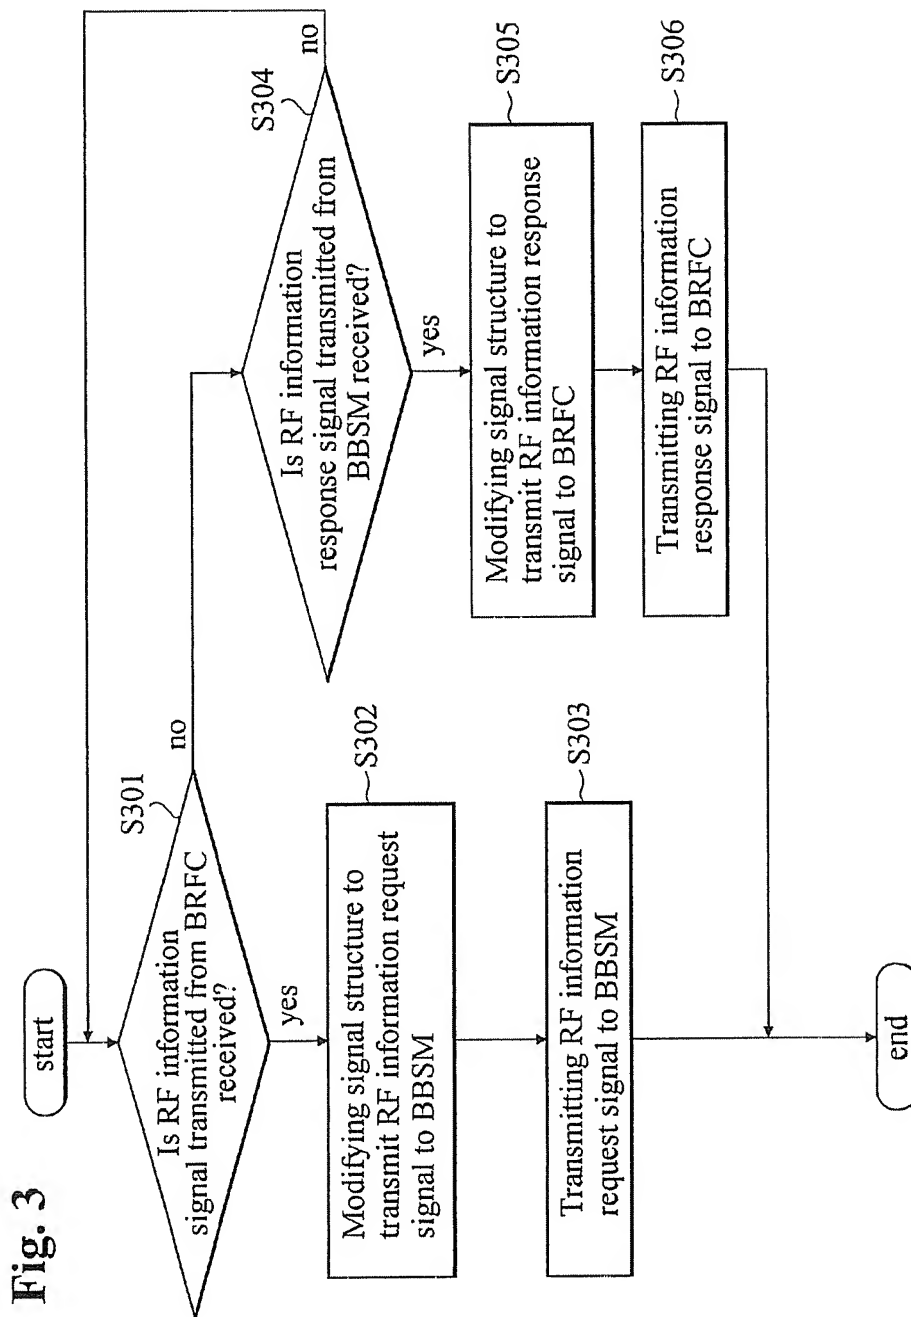 Fig. 3
start
Is RF information
signal transmitted from BRFC
received?
S301
no
yes
Modifying signal structure to
transmit RF information request
signal to BBSM
S302
Transmitting RF information
request signal to BBSM
S303
Is RF information
response signal transmitted from
BBSM received?
S304
no
yes
Modifying signal structure to
transmit RF information response
signal to BRFC
S305
Transmitting RF information
response signal to BRFC
S306
end